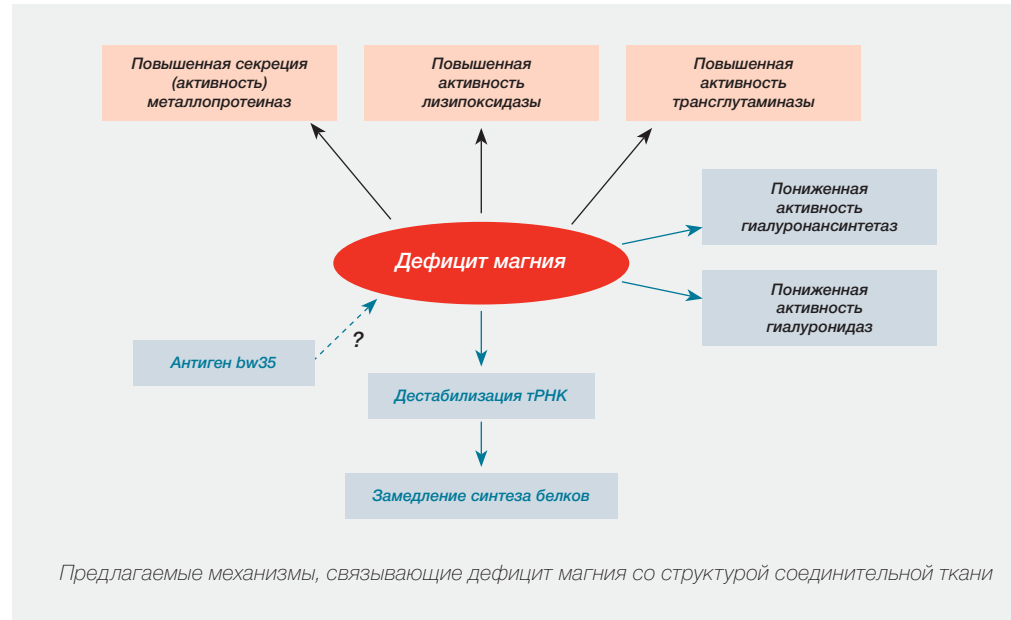 Повышенная секреция
(активность)
металлопротеиназ
Повышенная
активность
лизипоксидазы
Повышенная
активность
трансглутаминазы
Пониженная
активность
гиалуронансинтетаз
Дефицит магния
Пониженная
активность
гиалуронидаз
?
Антиген bw35
Дестабилизация тРНК
Замедление синтеза белков
Предлагаемые механизмы, связывающие дефицит магния со структурой соединительной ткани